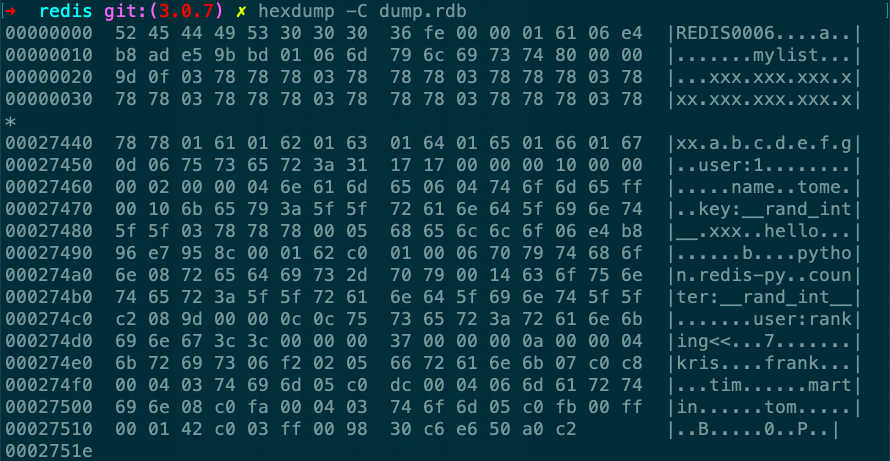 ➜  redis git:(3.0.7) ✗ hexdump -C dump.rdb
00000000  52 45 44 49 53 30 30 30  36 fe 00 00 01 61 06 e4  |REDIS0006....a..|
00000010  b8 ad e5 9b bd 01 06 6d  79 6c 69 73 74 80 00 00  |.......mylist...|
00000020  9d 0f 03 78 78 78 03 78  78 78 03 78 78 78 03 78  |...xxx.xxx.xxx.x|
00000030  78 78 03 78 78 78 03 78  78 78 03 78 78 78 03 78  |xx.xxx.xxx.xxx.x|
*
00027440  78 78 01 61 01 62 01 63  01 64 01 65 01 66 01 67  |xx.a.b.c.d.e.f.g|
00027450  0d 06 75 73 65 72 3a 31  17 17 00 00 00 10 00 00  |..user:1........|
00027460  00 02 00 00 04 6e 61 6d  65 06 04 74 6f 6d 65 ff  |.....name..tome.|
00027470  00 10 6b 65 79 3a 5f 5f  72 61 6e 64 5f 69 6e 74  |..key:__rand_int|
00027480  5f 5f 03 78 78 78 00 05  68 65 6c 6c 6f 06 e4 b8  |__.xxx..hello...|
00027490  96 e7 95 8c 00 01 62 c0  01 00 06 70 79 74 68 6f  |......b....pytho|
000274a0  6e 08 72 65 64 69 73 2d  70 79 00 14 63 6f 75 6e  |n.redis-py..coun|
000274b0  74 65 72 3a 5f 5f 72 61  6e 64 5f 69 6e 74 5f 5f  |ter:__rand_int__|
000274c0  c2 08 9d 00 00 0c 0c 75  73 65 72 3a 72 61 6e 6b  |.......user:rank|
000274d0  69 6e 67 3c 3c 00 00 00  37 00 00 00 0a 00 00 04  |ing<<...7.......|
000274e0  6b 72 69 73 06 f2 02 05  66 72 61 6e 6b 07 c0 c8  |kris....frank...|
000274f0  00 04 03 74 69 6d 05 c0  dc 00 04 06 6d 61 72 74  |...tim......mart|
00027500  69 6e 08 c0 fa 00 04 03  74 6f 6d 05 c0 fb 00 ff  |in......tom.....|
00027510  00 01 42 c0 03 ff 00 98  30 c6 e6 50 a0 c2        |..B.....0..P..|
0002751e